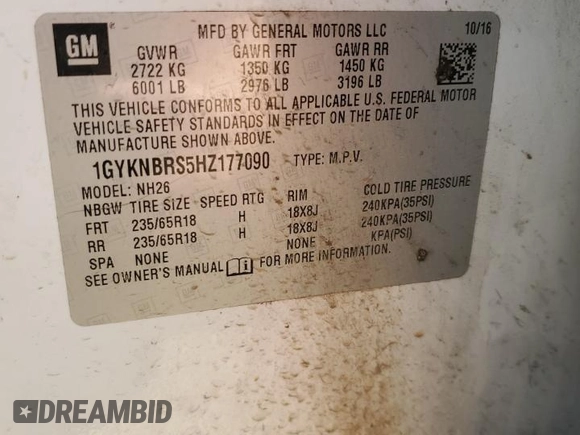 GM
MFD BY GENERAL MOTORS LLC 10/16
GVWR GAWR FRT GAWR RR
2722 KG 1350 KG 1450 KG
6001 LB 2976 LB 3196 LB
THIS VEHICLE CONFORMS TO ALL APPLICABLE U.S. FEDERAL MOTOR
VEHICLE SAFETY STANDARDS IN EFFECT ON THE DATE OF
MANUFACTURE SHOWN ABOVE.
1GYKNBRS5HZ177090 TYPE: M.P.V.
MODEL: NH26
NBGW TIRE SIZE SPEED RTG RIM COLD TIRE PRESSURE
FRT 235/65R18 H 18X8J 240KPA(35PSI)
RR 235/65R18 H 18X8J 240KPA(35PSI)
SPA NONE NONE KPA(PSI)
SEE OWNER'S MANUAL FOR MORE INFORMATION.
DREAMBID